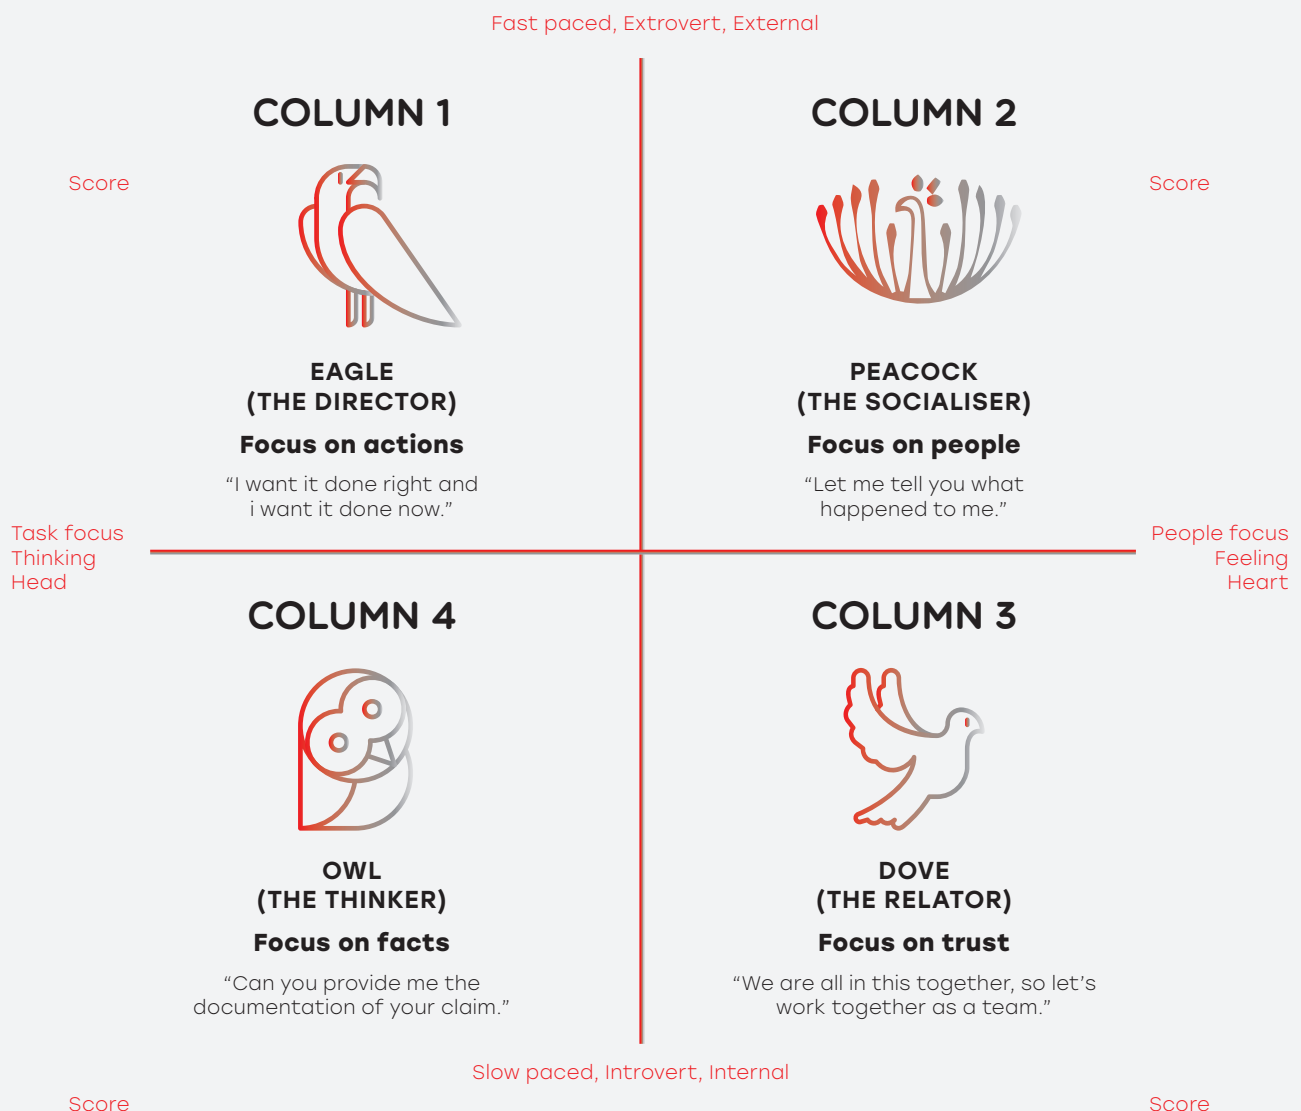 Fast paced, Extrovert, External
COLUMN 1
COLUMN 2
Score
Score
EAGLE
(THE DIRECTOR)
Focus on actions
“I want it done right and
i want it done now.”
PEACOCK
(THE SOCIALISER)
Focus on people
“Let me tell you what
happened to me.”
Task focus
Thinking
Head
People focus
Feeling
Heart
COLUMN 4
COLUMN 3
OWL
(THE THINKER)
Focus on facts
“Can you provide me the
documentation of your claim.”
DOVE
(THE RELATOR)
Focus on trust
“We are all in this together, so let’s
work together as a team.”
Slow paced, Introvert, Internal
Score
Score